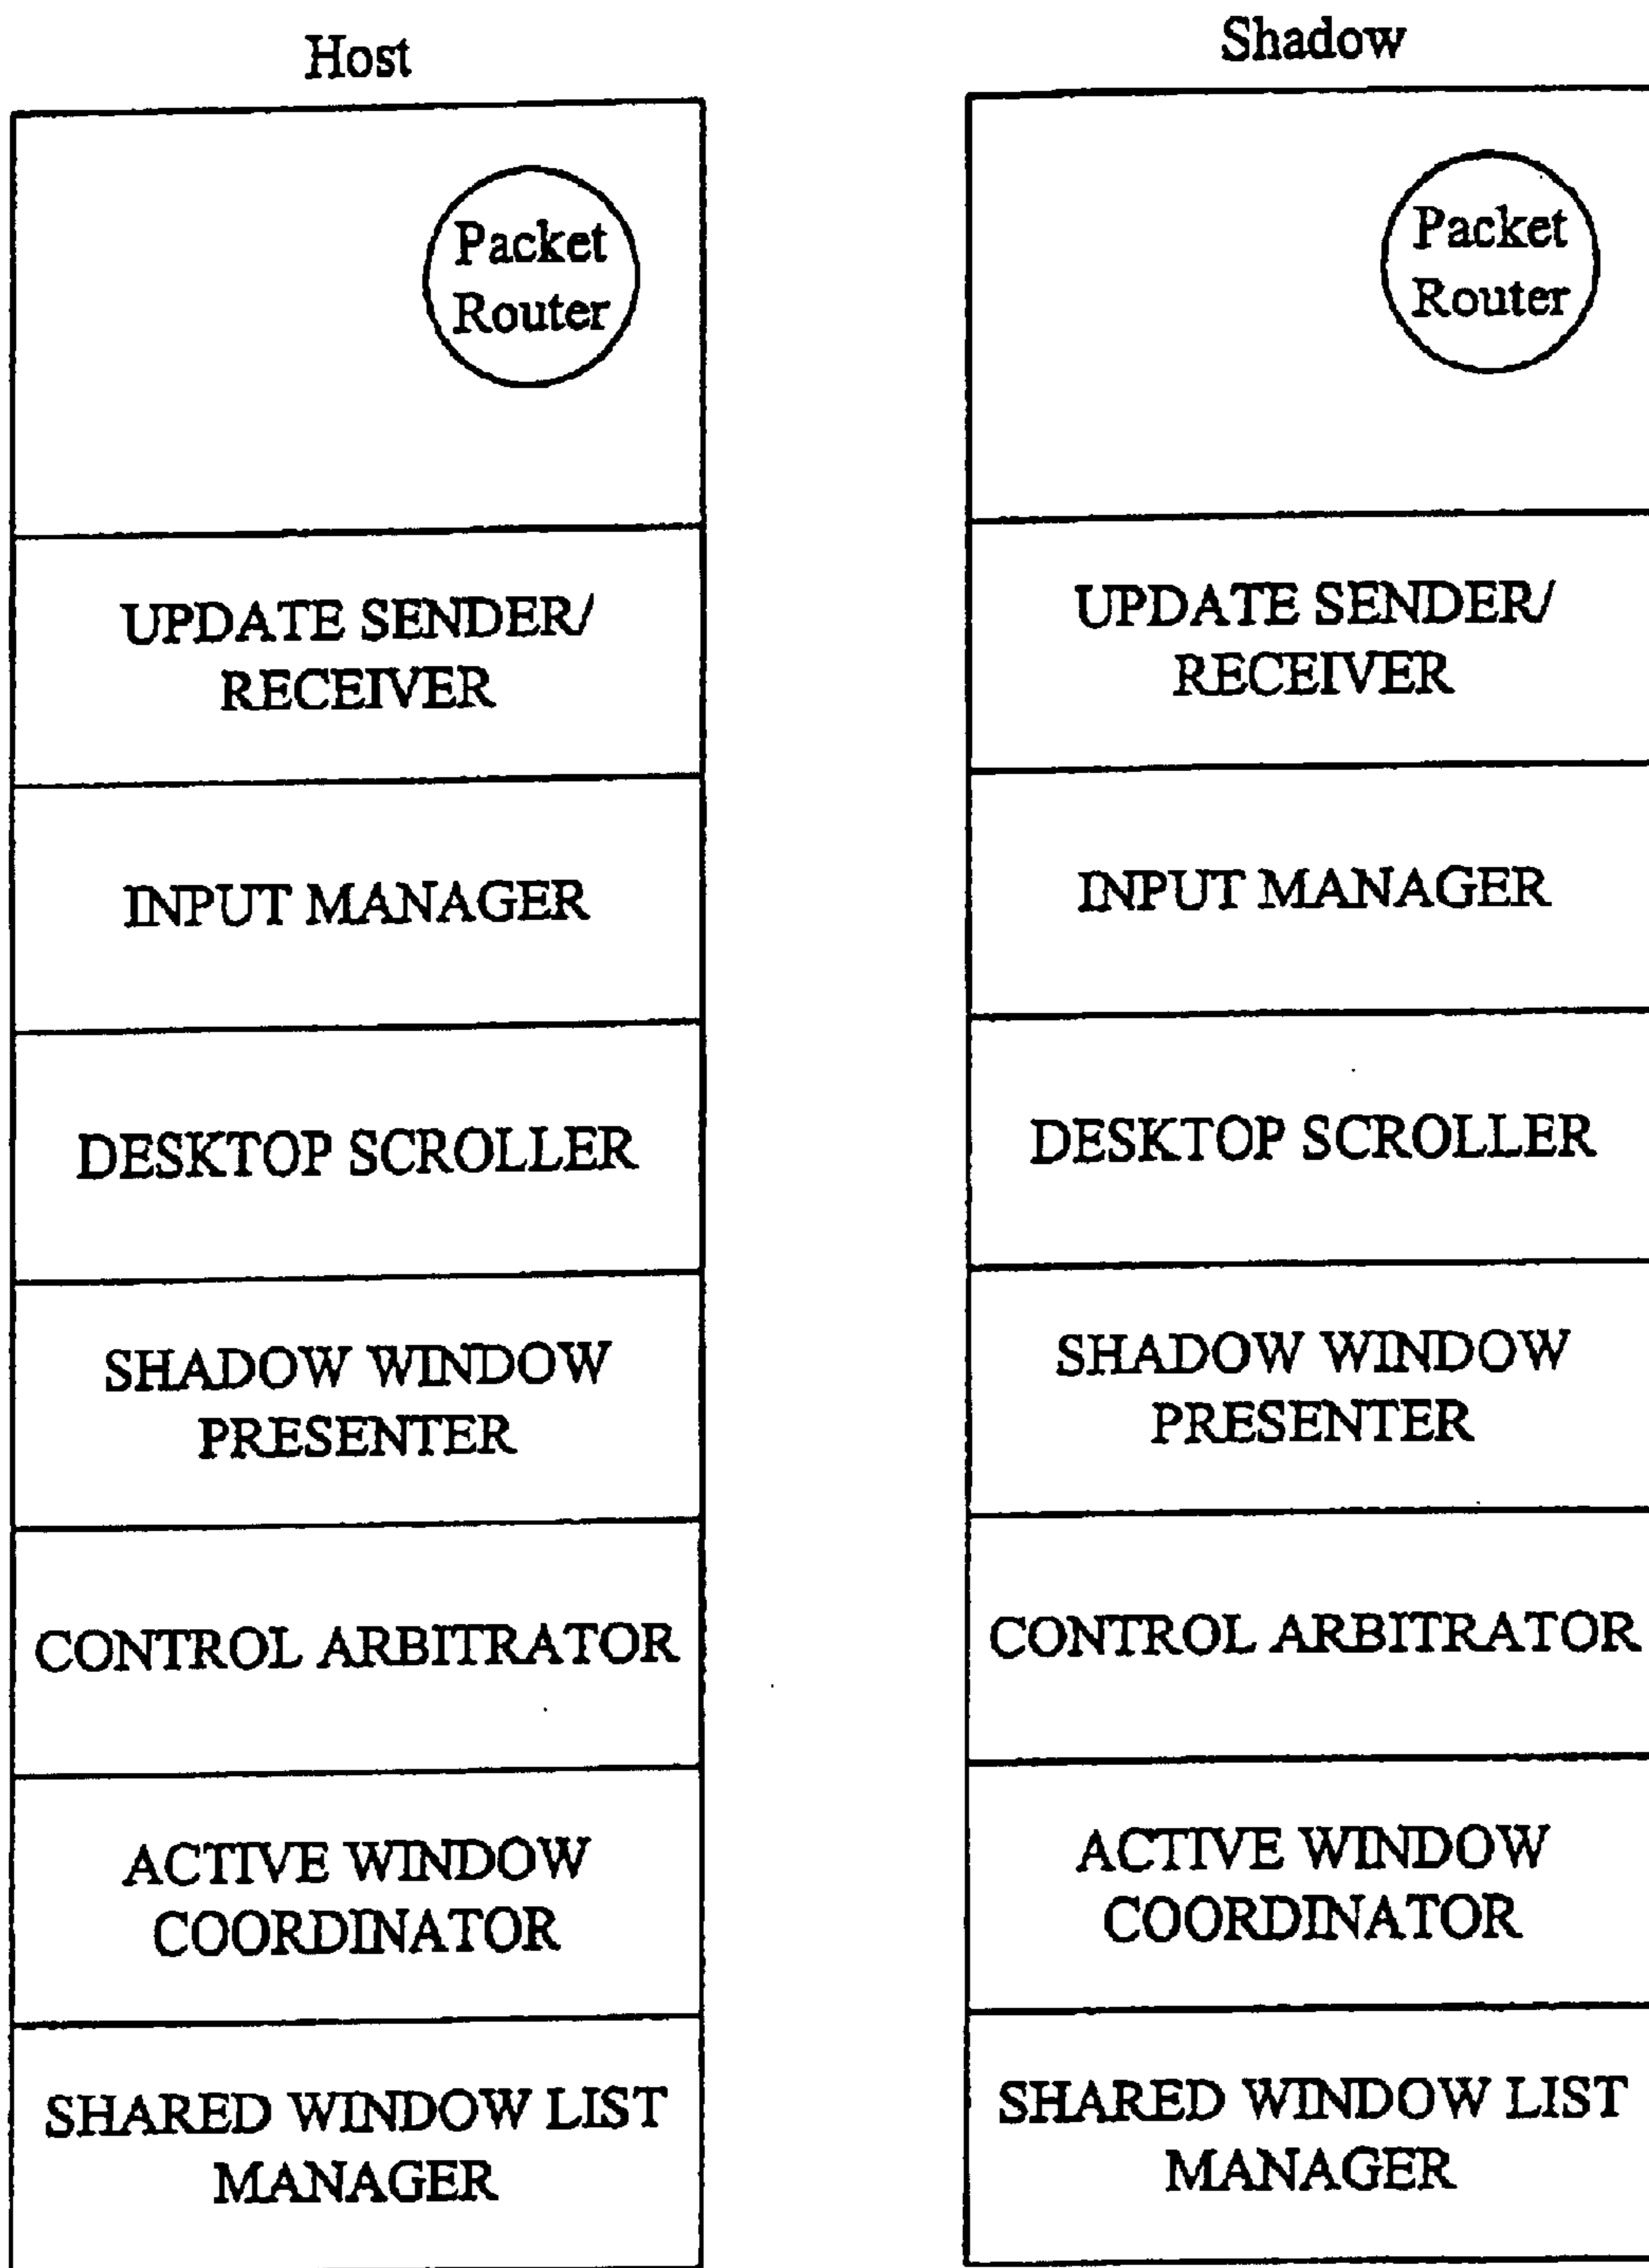 Host
Packet
Router
UPDATE SENDER/
RECEIVER
INPUT MANAGER
DESKTOP SCROLLER
SHADOW WINDOW
PRESENTER
CONTROL ARBITRATOR
ACTIVE WINDOW
COORDINATOR
SHARED WINDOW LIST
MANAGER
Shadow
Packet
Router
UPDATE SENDER/
RECEIVER
INPUT MANAGER
DESKTOP SCROLLER
SHADOW WINDOW
PRESENTER
CONTROL ARBITRATOR
ACTIVE WINDOW
COORDINATOR
SHARED WINDOW LIST
MANAGER